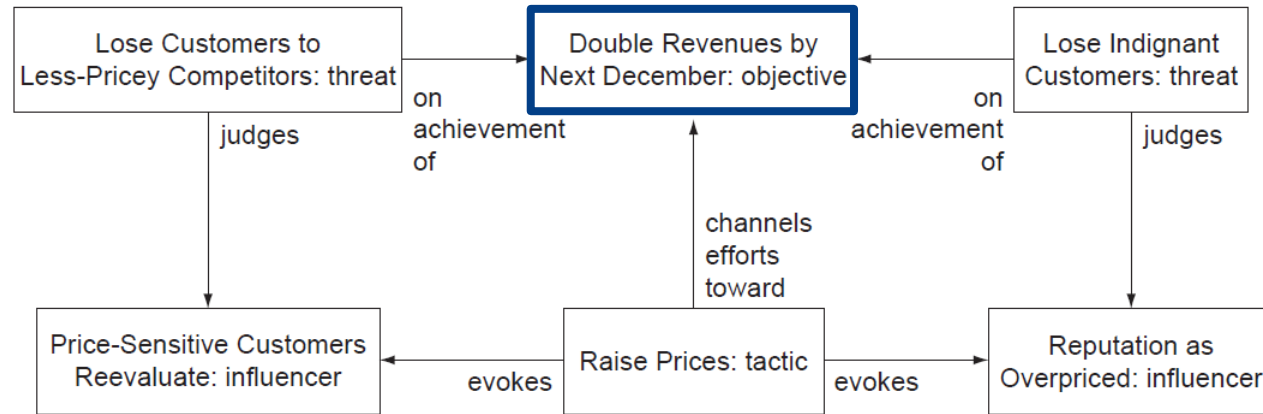 Lose Customers to
Less-Pricey Competitors: threat
Double Revenues by
Next December: objective
Lose Indignant
Customers: threat
on
achievement
of
on
achievement
of
judges
judges
channels
efforts
toward
Price-Sensitive Customers
Reevaluate: influencer
Raise Prices: tactic
Reputation as
Overpriced: influencer
evokes
evokes